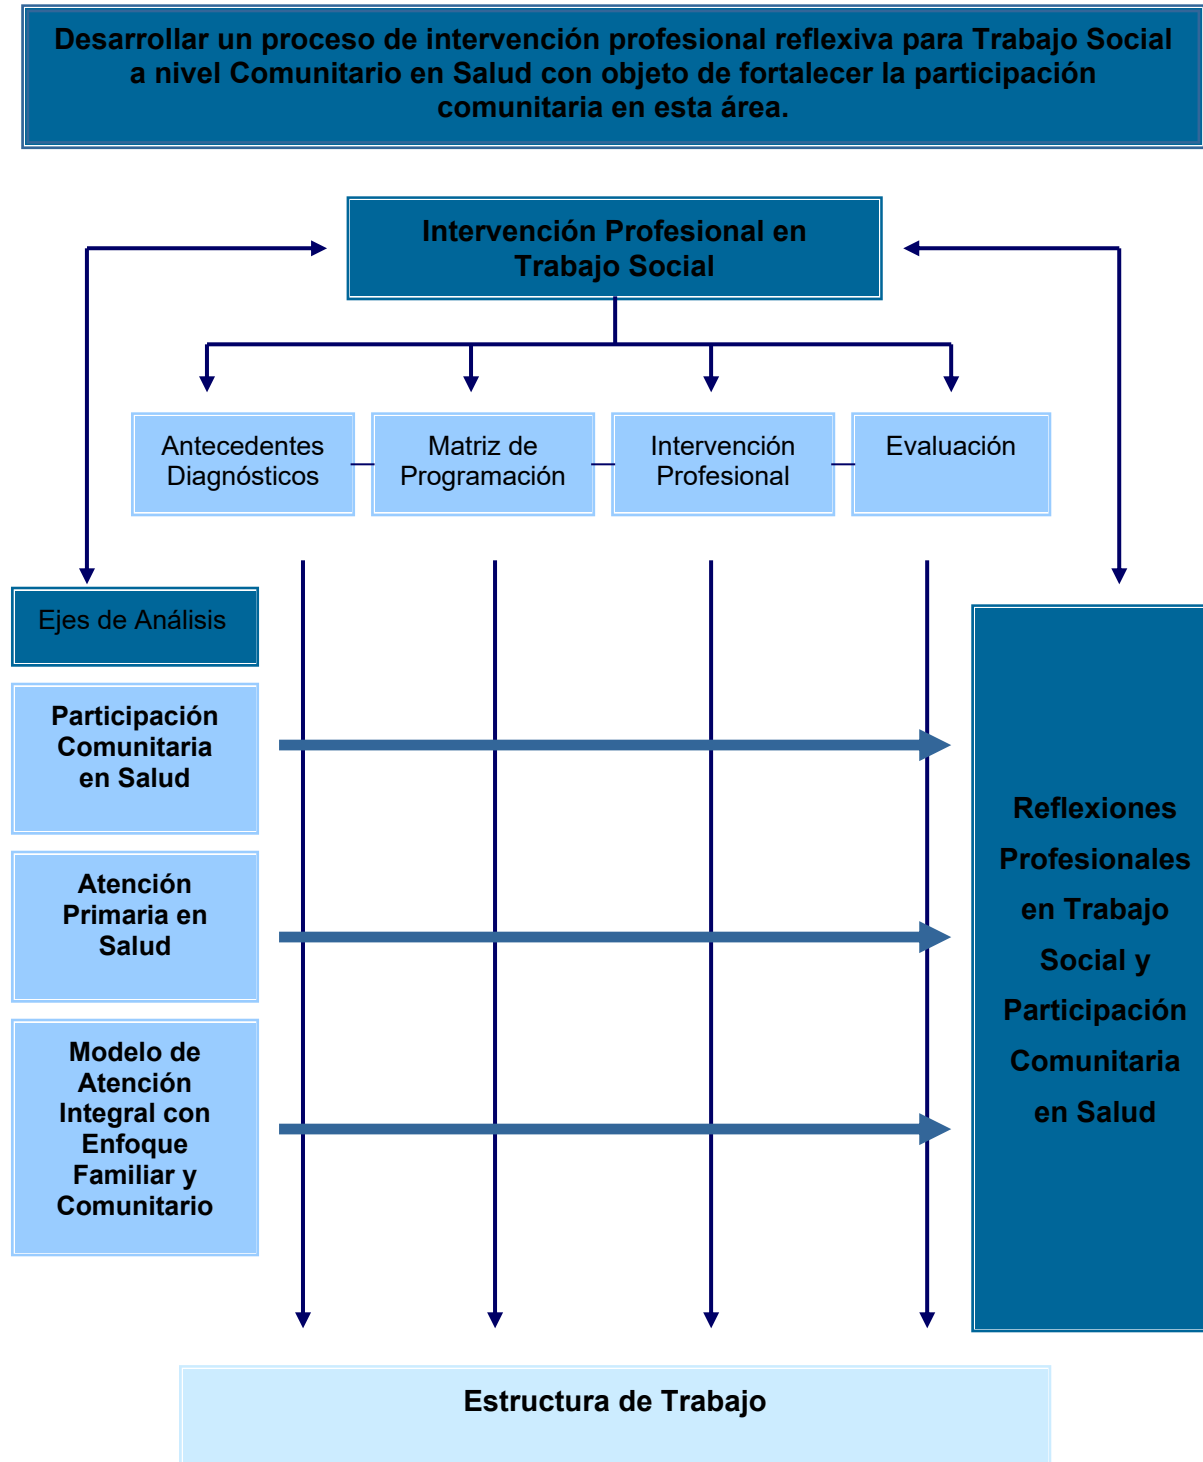 Desarrollar un proceso de intervención profesional reflexiva para Trabajo Social
a nivel Comunitario en Salud con objeto de fortalecer la participación
comunitaria en esta área.
Intervención Profesional en
Trabajo Social
Antecedentes
Diagnósticos
Matriz de
Programación
Intervención
Profesional
Evaluación
Ejes de Análisis
Participación
Comunitaria
en Salud
Atención
Primaria en
Salud
Modelo de
Atención
Integral con
Enfoque
Familiar y
Comunitario
Reflexiones
Profesionales
en Trabajo
Social y
Participación
Comunitaria
en Salud
Estructura de Trabajo